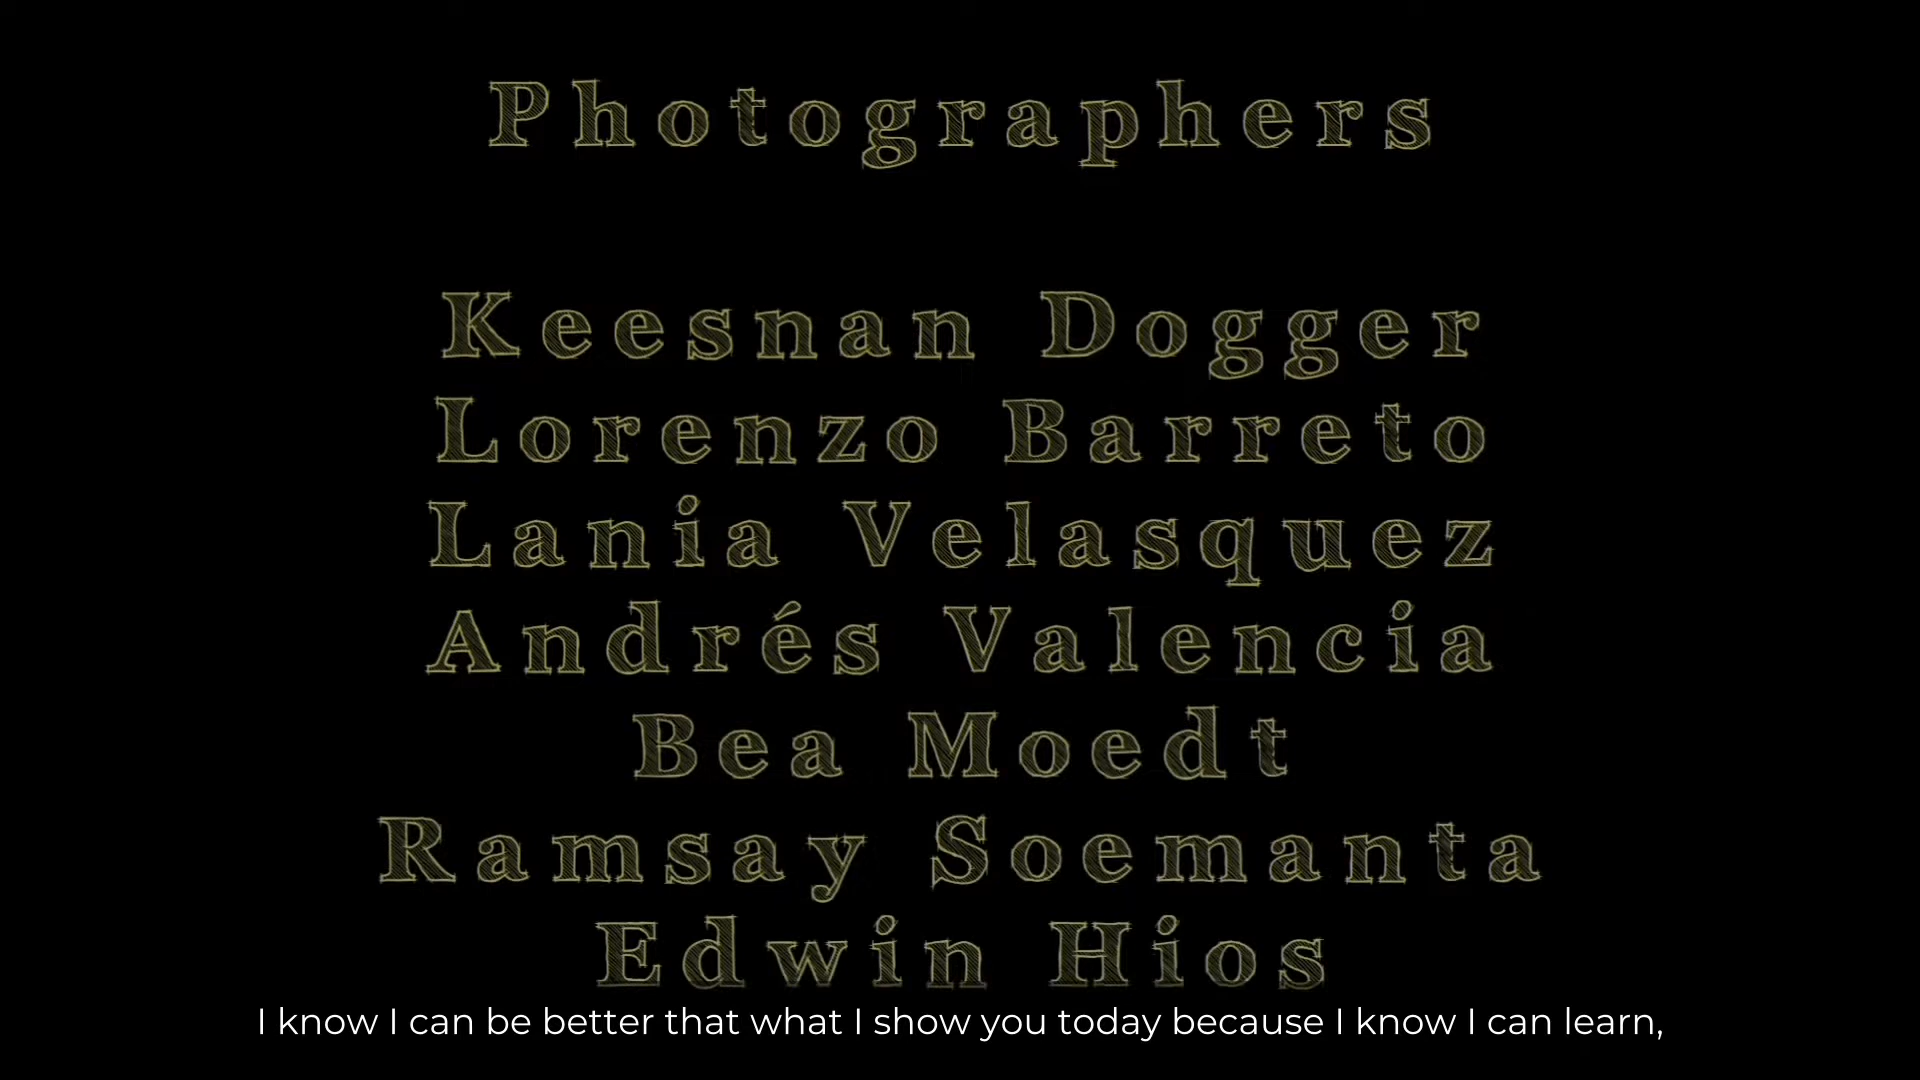 Photographers
Keesnan Dogger
Lorenzo Barreto
Lania Velasquez
Andrés Valencia
Bea Moedt
Ramsay Soemanta
Edwin Hios
I know I can be better that what I show you today because I know I can learn,